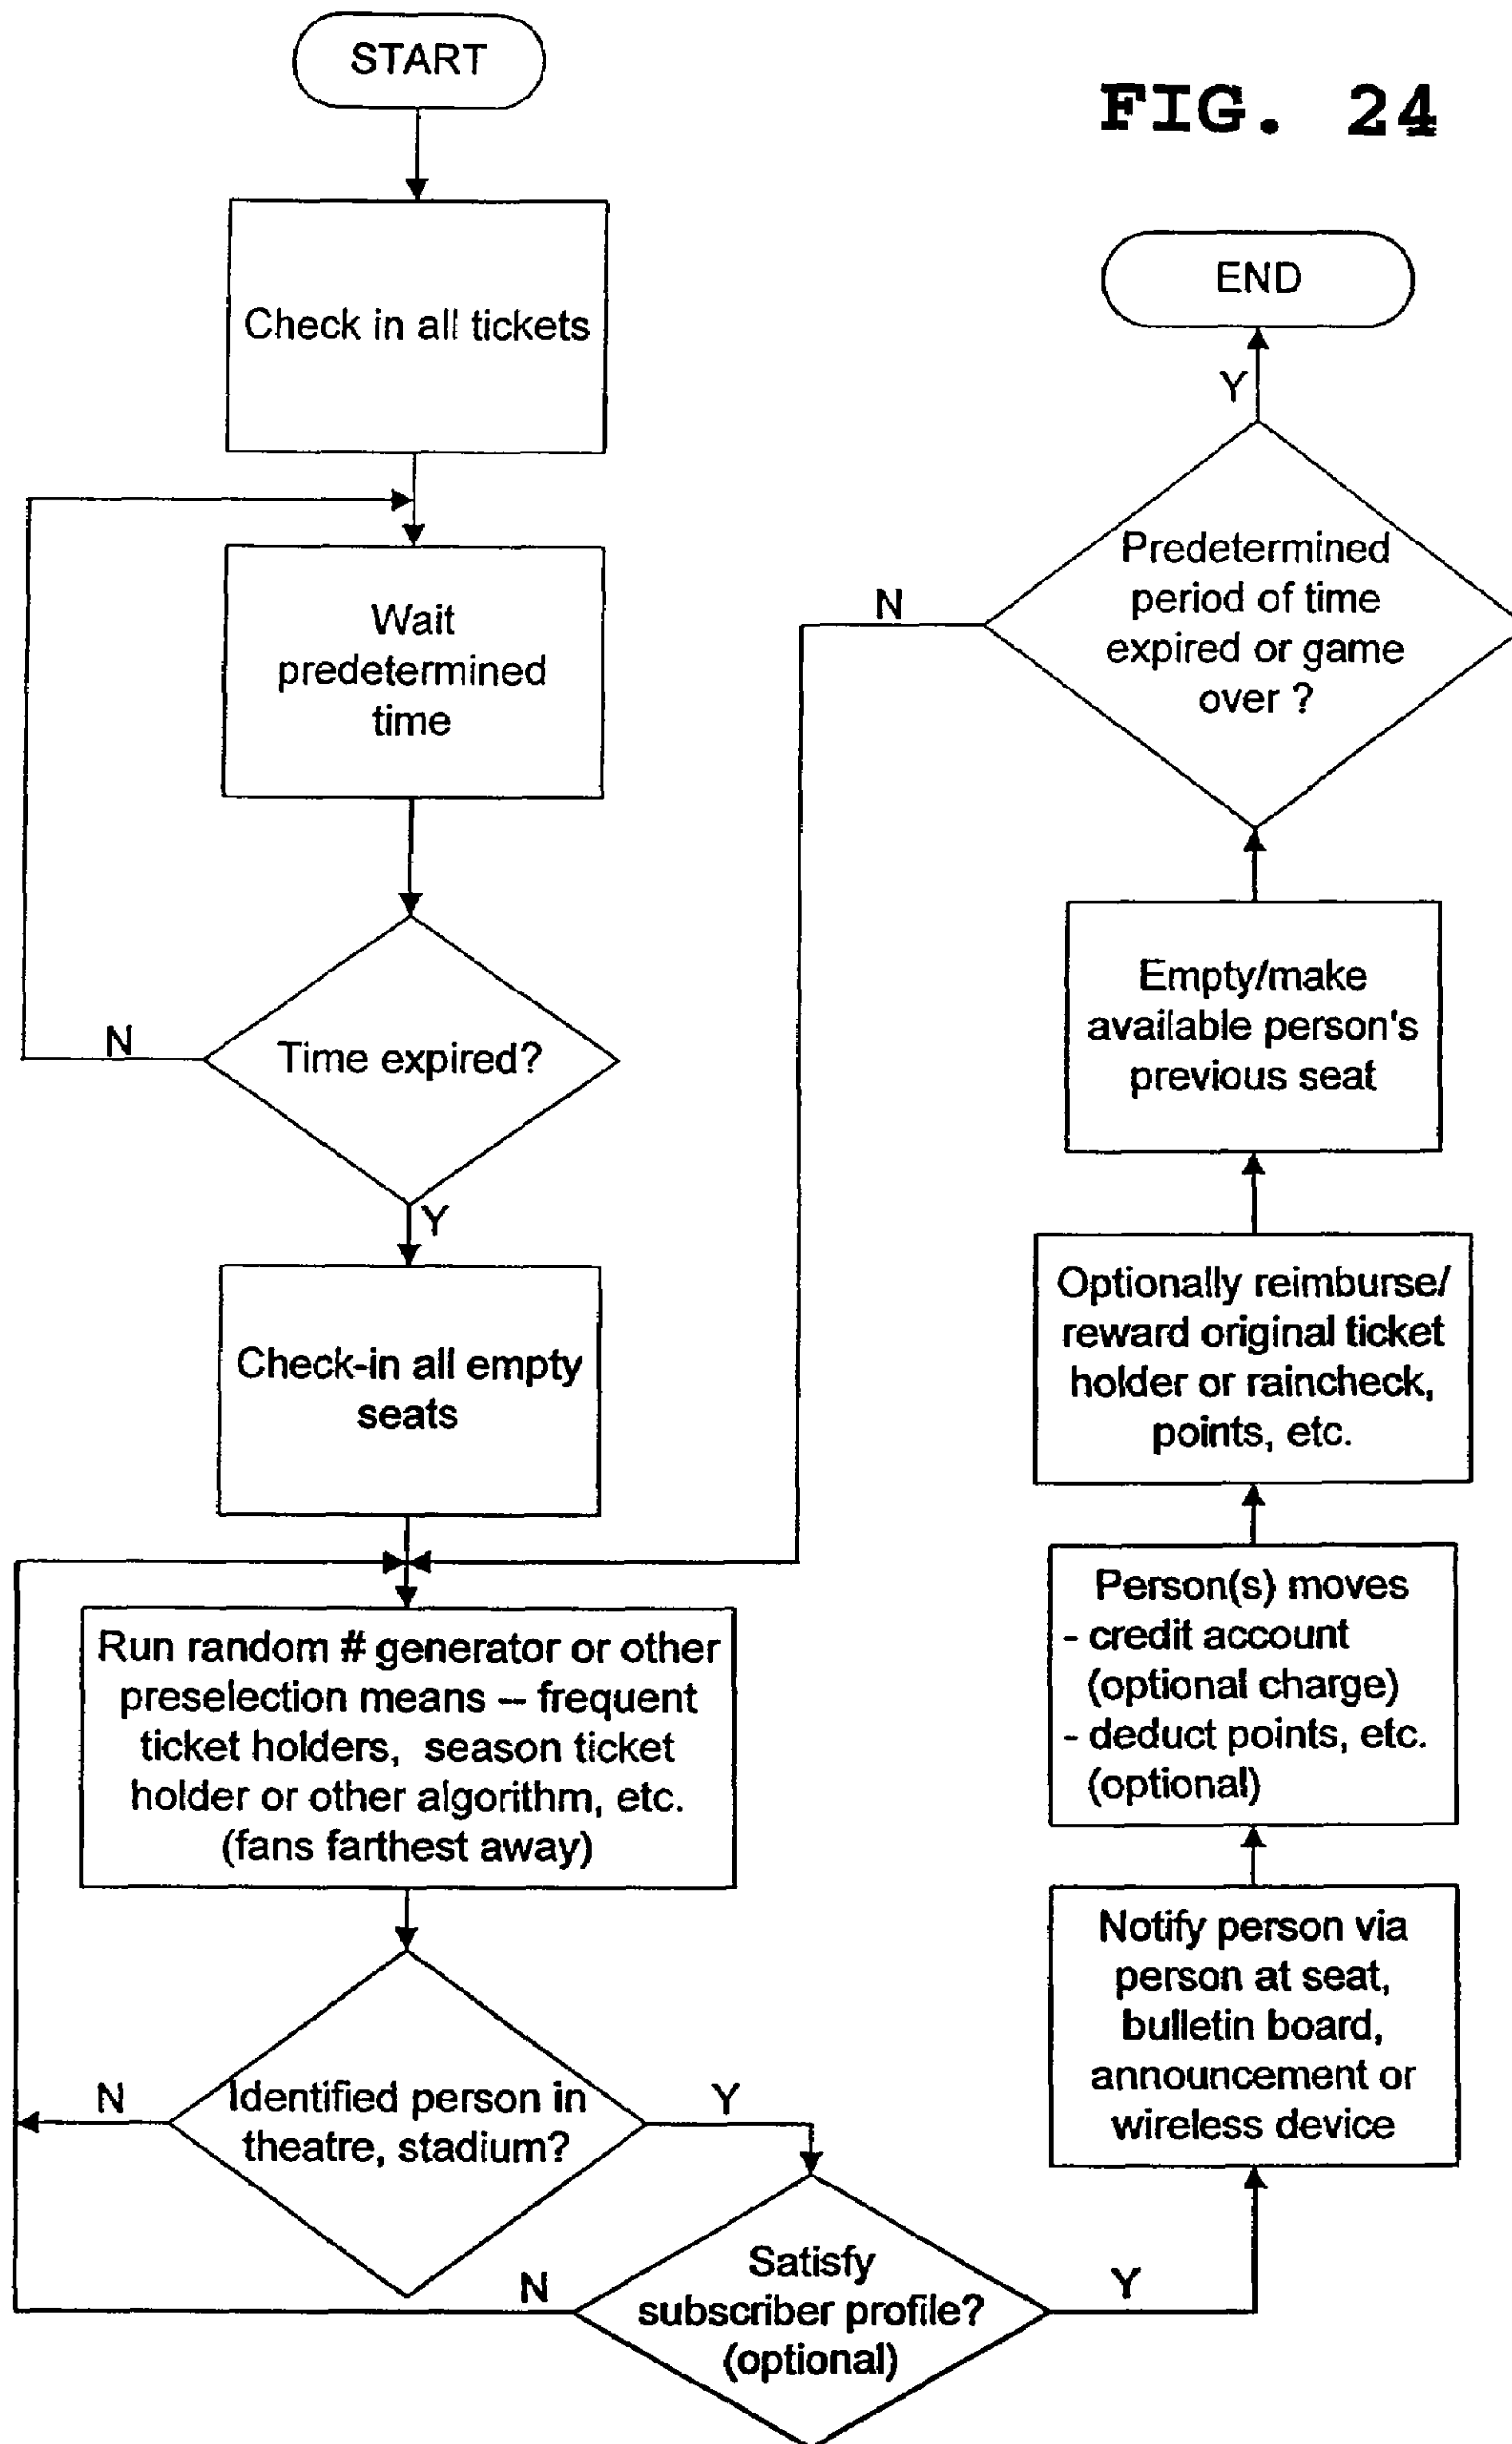 START
FIG. 24
Check in all tickets
Wait
predetermined
time
N
Time expired?
Y
Check-in all empty
seats
Run random # generator or other
preselection means – frequent
ticket holders, season ticket
holder or other algorithm, etc.
(fans farthest away)
N
Identified person in
theatre, stadium?
Y
N
Satisfy
subscriber profile?
(optional)
Y
Notify person via
person at seat,
bulletin board,
announcement or
wireless device
Person(s) moves
- credit account
(optional charge)
- deduct points, etc.
(optional)
Optionally reimburse/
reward original ticket
holder or raincheck,
points, etc.
Empty/make
available person's
previous seat
Predetermined
period of time
expired or game
over ?
N
Y
END